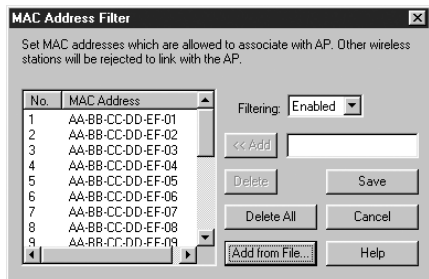 MAC Address Filter
Set MAC addresses which are allowed to associate with AP. Other wireless
stations will be rejected to link with the AP.
No. MAC Address
1 AA-BB-CC-DD-EF-01
2 AA-BB-CC-DD-EF-02
3 AA-BB-CC-DD-EF-03
4 AA-BB-CC-DD-EF-04
5 AA-BB-CC-DD-EF-05
6 AA-BB-CC-DD-EF-06
7 AA-BB-CC-DD-EF-07
8 AA-BB-CC-DD-EF-08
9 AA-BB-CC-DD-EF-09
Filtering: Enabled
<< Add
Delete Save
Delete All Cancel
Add from File... Help